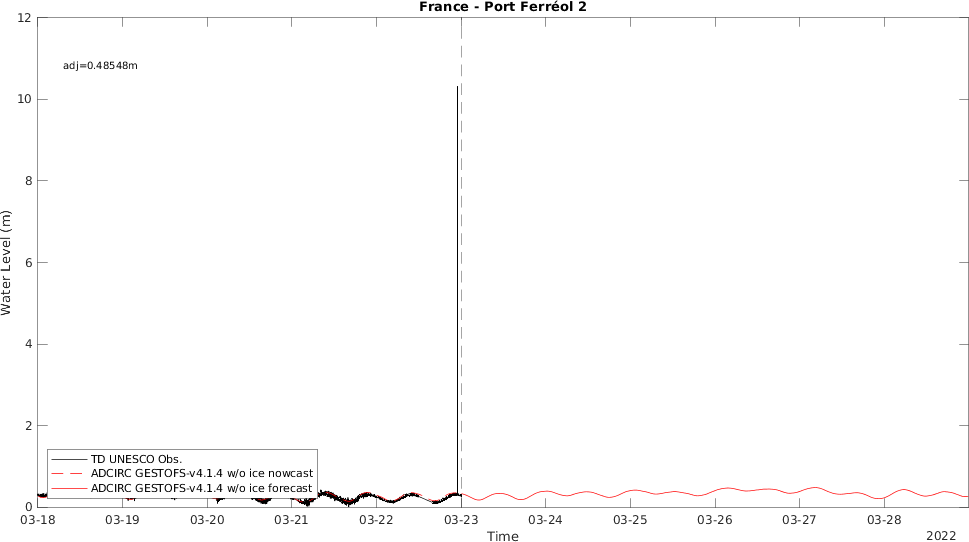 France - Port Ferréol 2
12
adj=0.48548m
10
8
6
4
2
0
Water Level (m)
TD UNESCO Obs.
ADCIRC GESTOFS-v4.1.4 w/o ice nowcast
ADCIRC GESTOFS-v4.1.4 w/o ice forecast
03-18 03-19 03-20 03-21 03-22 03-23 03-24 03-25 03-26 03-27 03-28
Time
2022